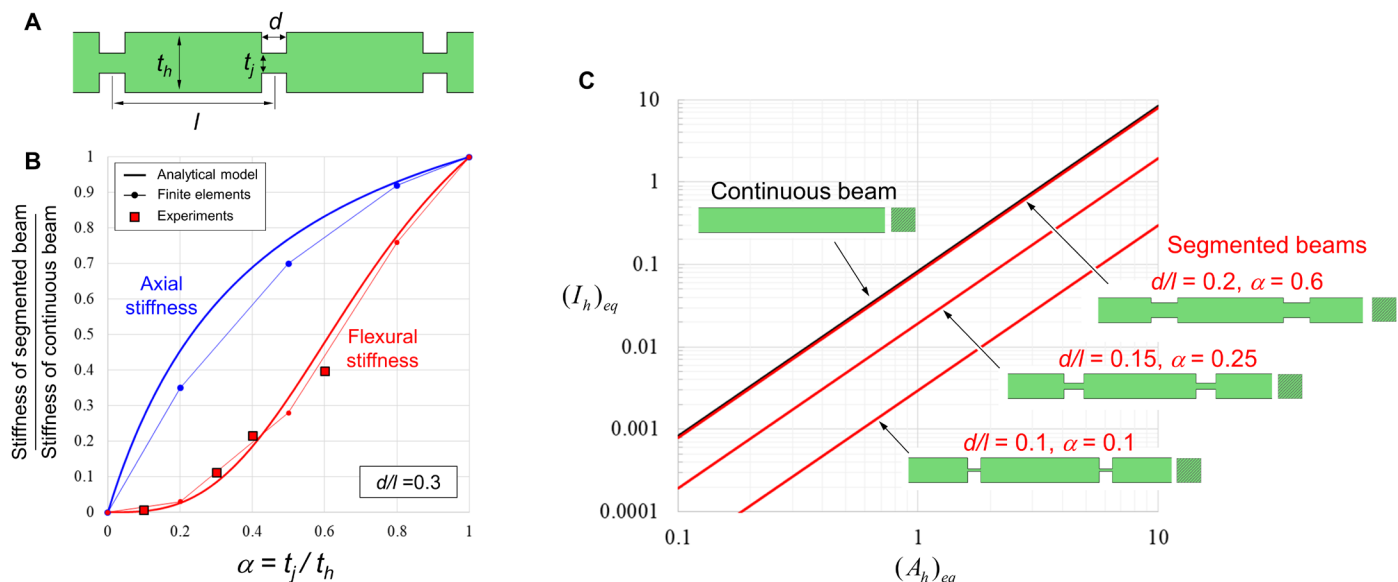 A
d
t_h
t_j
l
B
Stiffness of segmented beam
Stiffness of continuous beam
1
0.9
0.8
0.7
0.6
0.5
0.4
0.3
0.2
0.1
0
Analytical model
Finite elements
Experiments
Axial
stiffness
Flexural
stiffness
d/l =0.3
0
0.2
0.4
0.6
0.8
1
α = t_j / t_h
C
(I_h)_eq
10
1
0.1
0.01
0.001
0.0001
Continuous beam
Segmented beams
d/l = 0.2, α = 0.6
d/l = 0.15, α = 0.25
d/l = 0.1, α = 0.1
0.1
1
10
(A_h)_eq